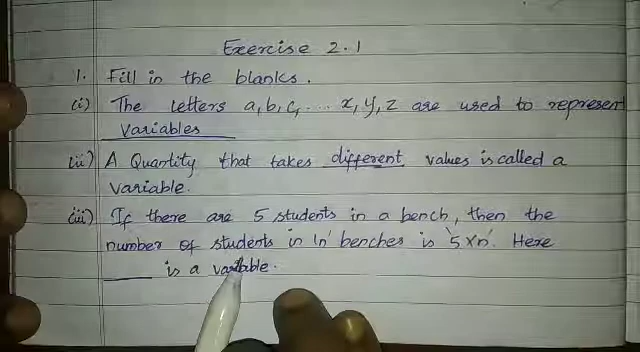 Exercise 2.1
1. Fill in the blanks.
(i) The letters a, b, c, ... x, y, z are used to represent
Variables
(ii) A Quantity that takes different values is called a
variable.
(iii) If there are 5 students in a bench, then the
number of students in 'n' benches is '5 x n'. Here
____ is a variable.